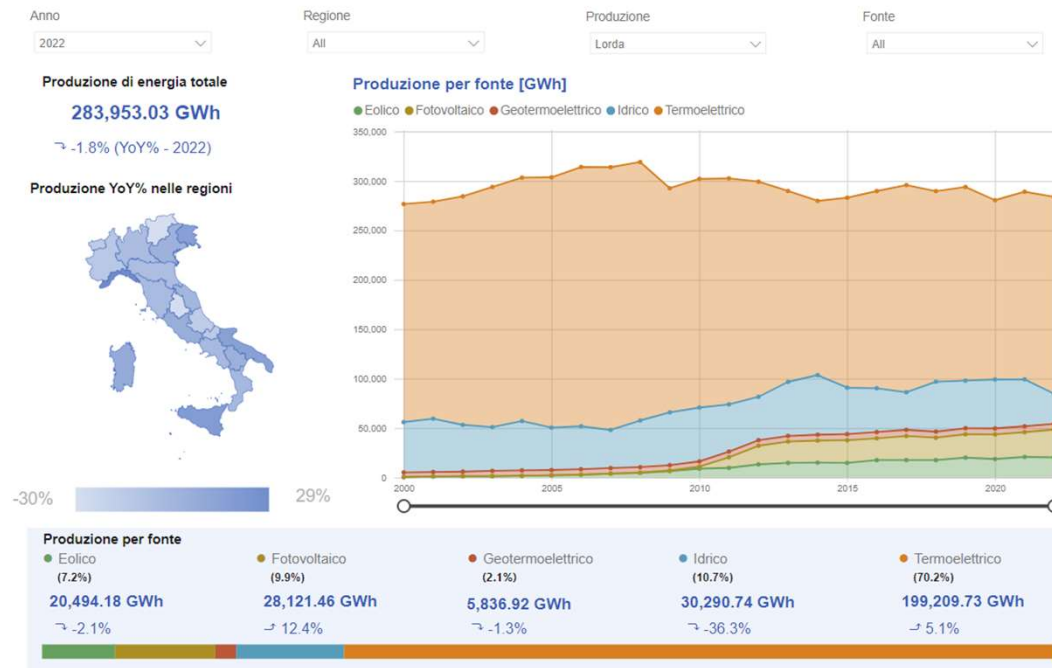 Anno
Regione
Produzione
Fonte
2022
All
Lorda
All
Produzione di energia totale
283,953.03 GWh
-1.8% (YoY% - 2022)
Produzione YoY% nelle regioni
-30%
29%
Produzione per fonte [GWh]
Eolico Fotovoltaico Geotermoelettrico Idrico Termoelettrico
350,000
300,000
250,000
200,000
150,000
100,000
50,000
0
2000 2005 2010 2015 2020
Produzione per fonte
Eolico Fotovoltaico Geotermoelettrico Idrico Termoelettrico
(7.2%) (9.9%) (2.1%) (10.7%) (70.2%)
20,494.18 GWh 28,121.46 GWh 5,836.92 GWh 30,290.74 GWh 199,209.73 GWh
-2.1% 12.4% -1.3% -36.3% 5.1%